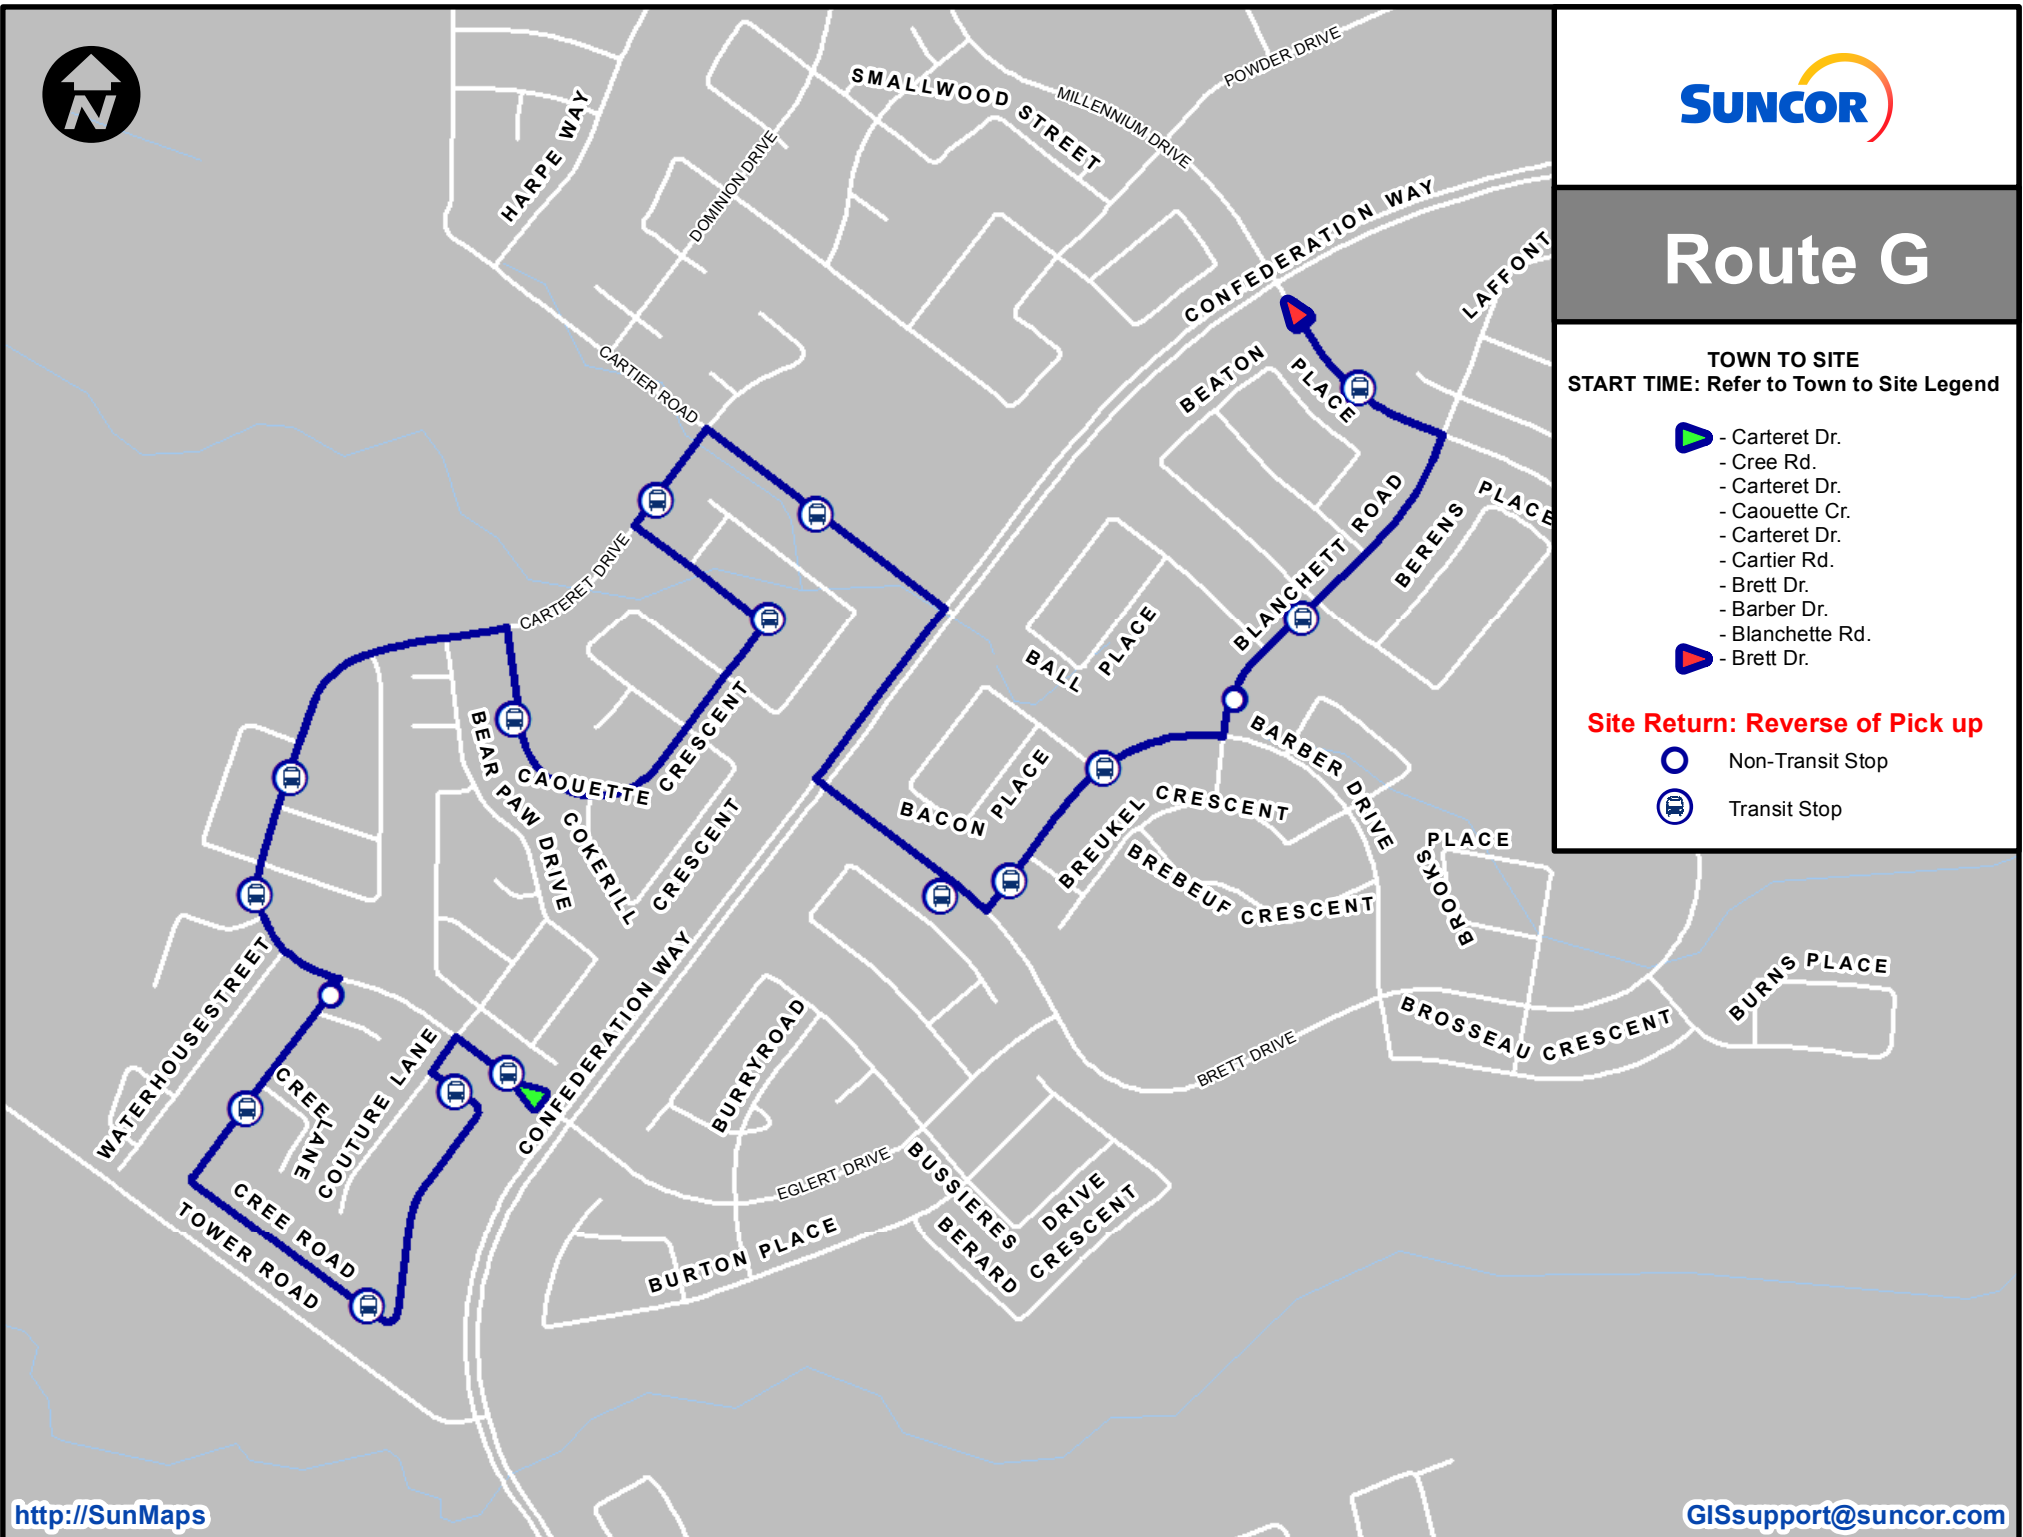 N
SUNCOR
Route G
TOWN TO SITE
START TIME: Refer to Town to Site Legend
- Carteret Dr.
- Cree Rd.
- Carteret Dr.
- Caouette Cr.
- Carteret Dr.
- Cartier Rd.
- Brett Dr.
- Barber Dr.
- Blanchette Rd.
- Brett Dr.
Site Return: Reverse of Pick up
Non-Transit Stop
Transit Stop
HARPE WAY
DOMINION DRIVE
SMALLWOOD STREET
MILLENNIUM DRIVE
POWDER DRIVE
CONFEDERATION WAY
LAFFONT
CARTIER ROAD
BEATON
PLACE
BLANCHETT ROAD
BERENS
PLACE
CARTERET DRIVE
BALL
PLACE
BEAR PAW DRIVE
CAOUETTE
CRESCENT
COKERILL
CRESCENT
BACON
PLACE
BARBER DRIVE
BREUKEL
CRESCENT
BREBEUF CRESCENT
BROOKS
PLACE
WATERHOUSESTREET
CONFEDERATION WAY
BURRYROAD
BURNS PLACE
BROSSEAU CRESCENT
BRETT DRIVE
CREE LANE
COUTURE LANE
CREE ROAD
TOWER ROAD
EGLERT DRIVE
BUSSIERES
DRIVE
BERARD
CRESCENT
BURTON PLACE
http://SunMaps
GISsupport@suncor.com